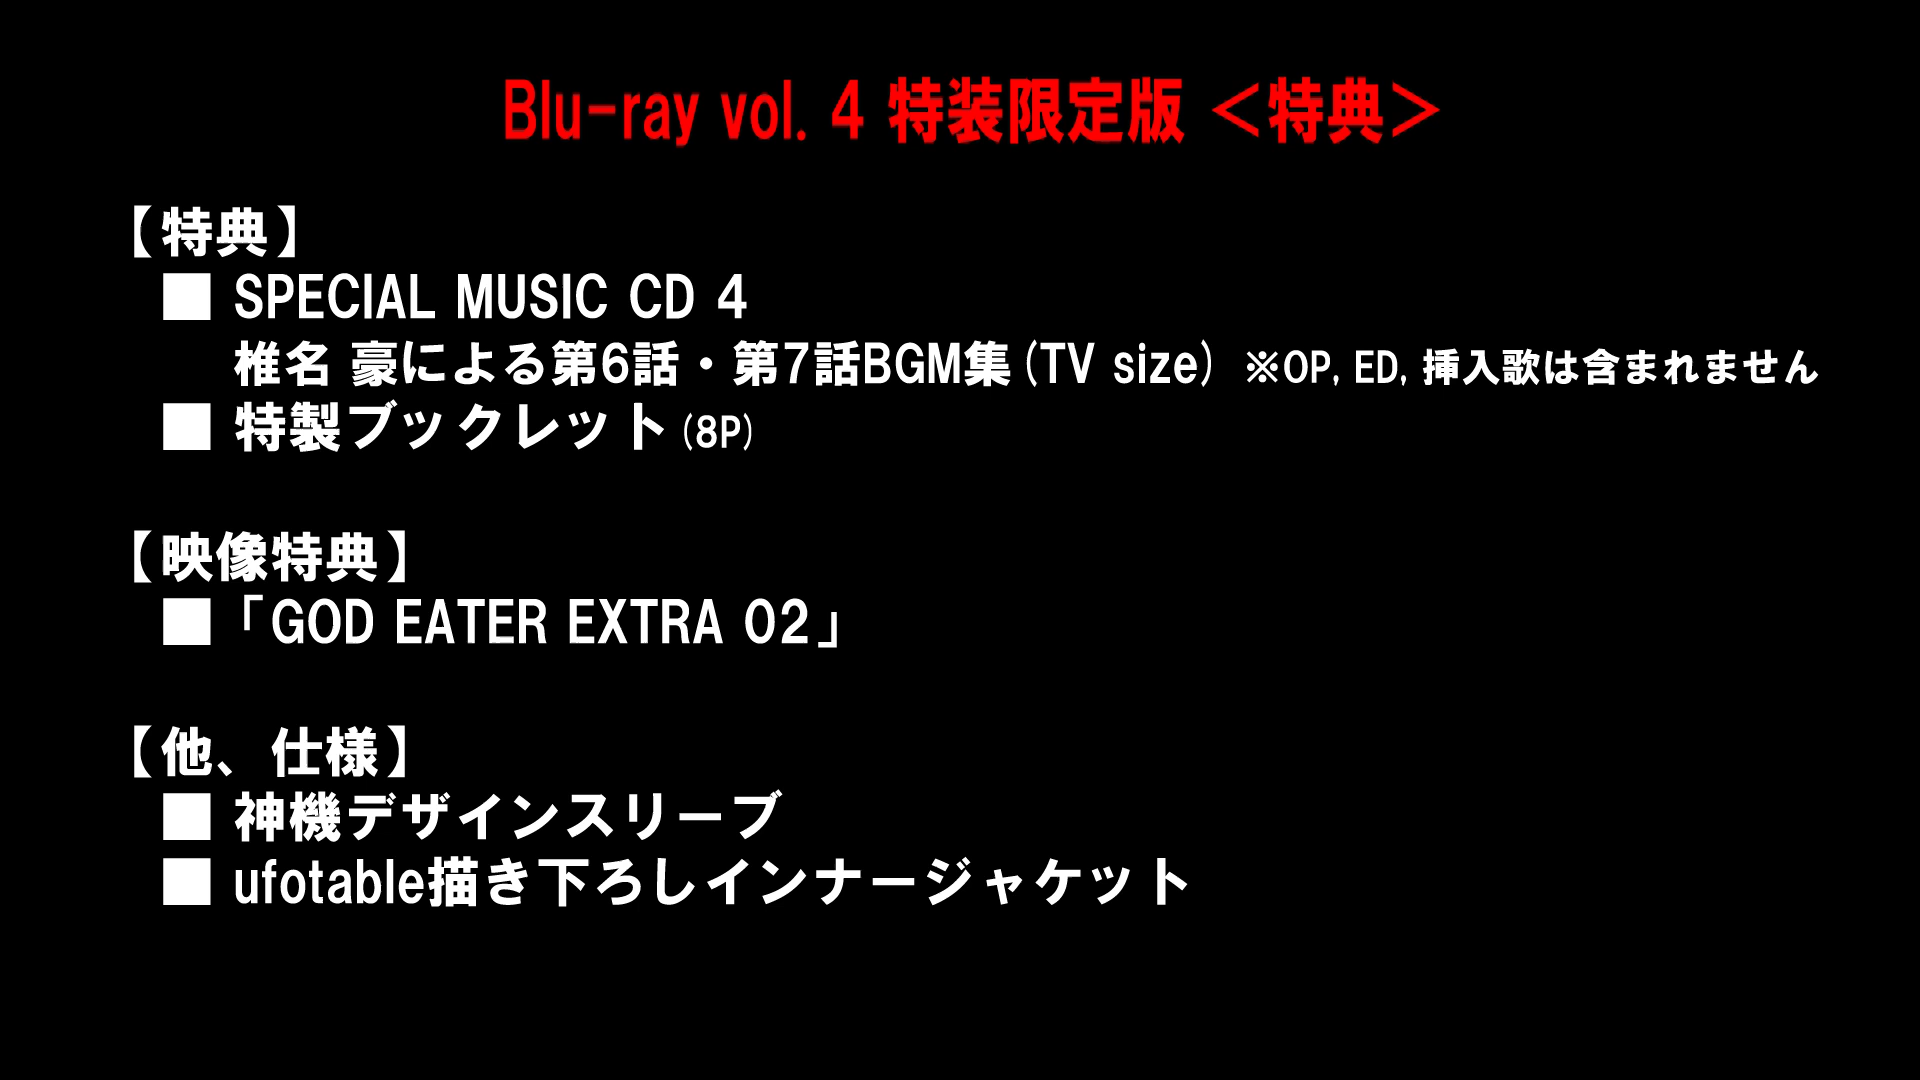 Blu-ray vol. 4 特装限定版 ＜特典＞
【特典】
■ SPECIAL MUSIC CD 4
椎名 豪による第6話・第7話BGM集(TV size) ※OP, ED, 挿入歌は含まれません
■ 特製ブックレット(8P)
【映像特典】
■「GOD EATER EXTRA 02」
【他、仕様】
■ 神機デザインスリーブ
■ ufotable描き下ろしインナージャケット